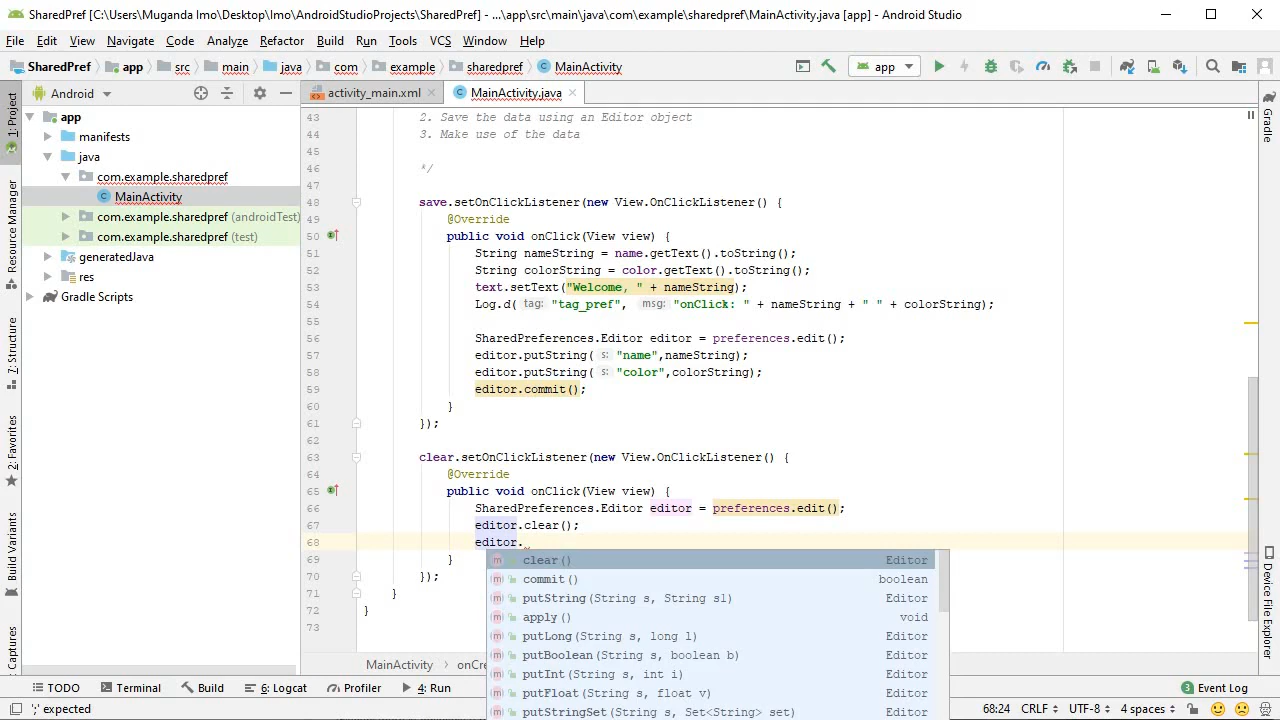 SharedPref [C:\Users\Muganda Imo\Desktop\Imo\AndroidStudioProjects\SharedPref] - ...\app\src\main\java\com\example\sharedpref\MainActivity.java [app] - Android Studio
File Edit View Navigate Code Analyze Refactor Build Run Tools VCS Window Help
SharedPref app src main java com example sharedpref MainActivity app
Android activity_main.xml MainActivity.java
1: Project
Resource Manager
Z: Structure
2: Favorites
Build Variants
Captures
Gradle
Device File Explorer
app
manifests
java
com.example.sharedpref
MainActivity
com.example.sharedpref (androidTest)
com.example.sharedpref (test)
generatedJava
res
Gradle Scripts
43 2. Save the data using an Editor object
44 3. Make use of the data
45
46 */
47
48 save.setOnClickListener(new View.OnClickListener() {
49 @Override
50 public void onClick(View view) {
51 String nameString = name.getText().toString();
52 String colorString = color.getText().toString();
53 text.setText("Welcome, " + nameString);
54 Log.d( tag: "tag_pref", msg: "onClick: " + nameString + " " + colorString);
55
56 SharedPreferences.Editor editor = preferences.edit();
57 editor.putString( s: "name",nameString);
58 editor.putString( s: "color",colorString);
59 editor.commit();
60 }
61 });
62
63 clear.setOnClickListener(new View.OnClickListener() {
64 @Override
65 public void onClick(View view) {
66 SharedPreferences.Editor editor = preferences.edit();
67 editor.clear();
68 editor.
69 }
70 });
71 }
72 }
73
clear() Editor
commit() boolean
putString(String s, String s1) Editor
apply() void
putLong(String s, long l) Editor
putBoolean(String s, boolean b) Editor
putInt(String s, int i) Editor
putFloat(String s, float v) Editor
putStringSet(String s, Set<String> set) Editor
MainActivity onCre
TODO Terminal Build 6: Logcat Profiler 4: Run 3 Event Log
';' expected 68:24 CRLF UTF-8 4 spaces